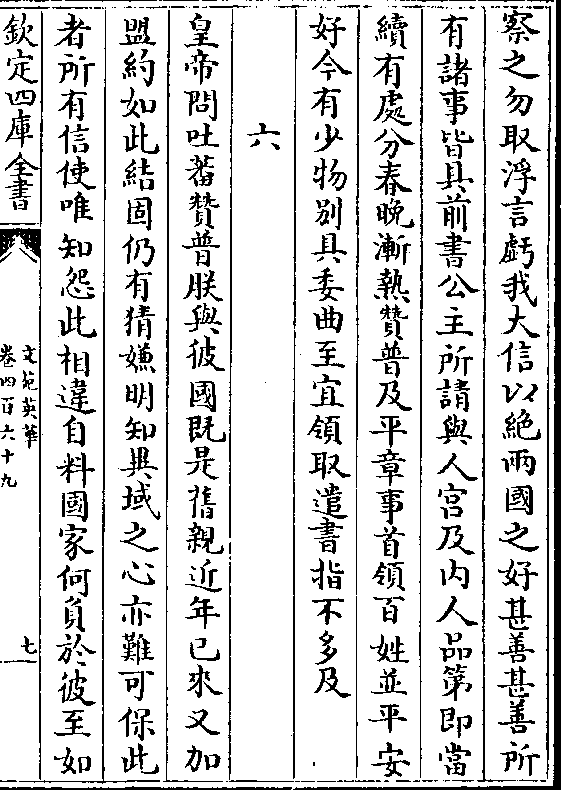 察之勿取浮言虧我大信以絶兩國之好甚善甚善所
有諸事皆具前書公主所請與人宫及内人品第即當
續有處分春晚漸熱贊普及平章事首領百姓並平安
好今有少物别具委曲至宜領取遣書指不多及
六
皇帝問吐蕃贊普朕與彼國既是舊親近年已來又加
盟約如此結固仍有猜嫌明知異域之心亦難可保此
者所有信使唯知怨此相違自料國家何負於彼至如
欽定四庫全書
文苑英華
卷四百六十九
七